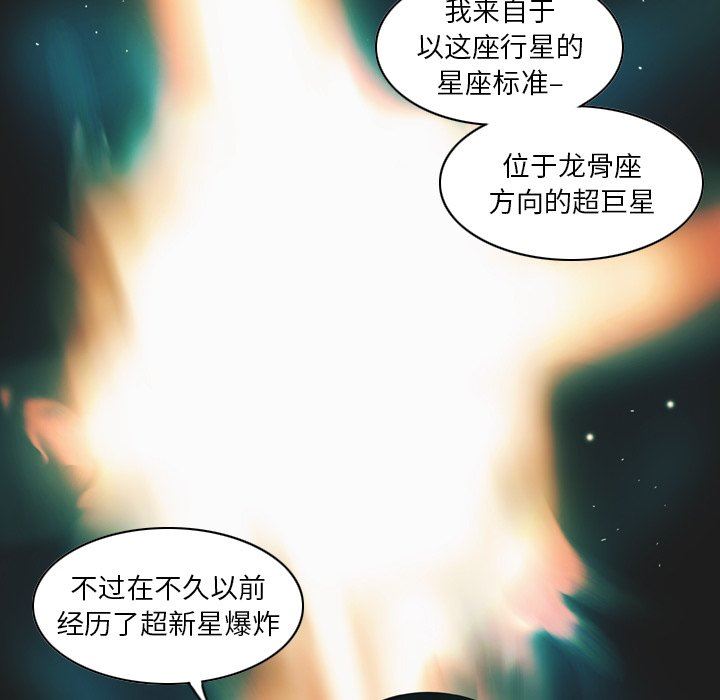 我来自于
以这座行星的
星座标准–
位于龙骨座
方向的超巨星
不过在不久以前
经历了超新星爆炸